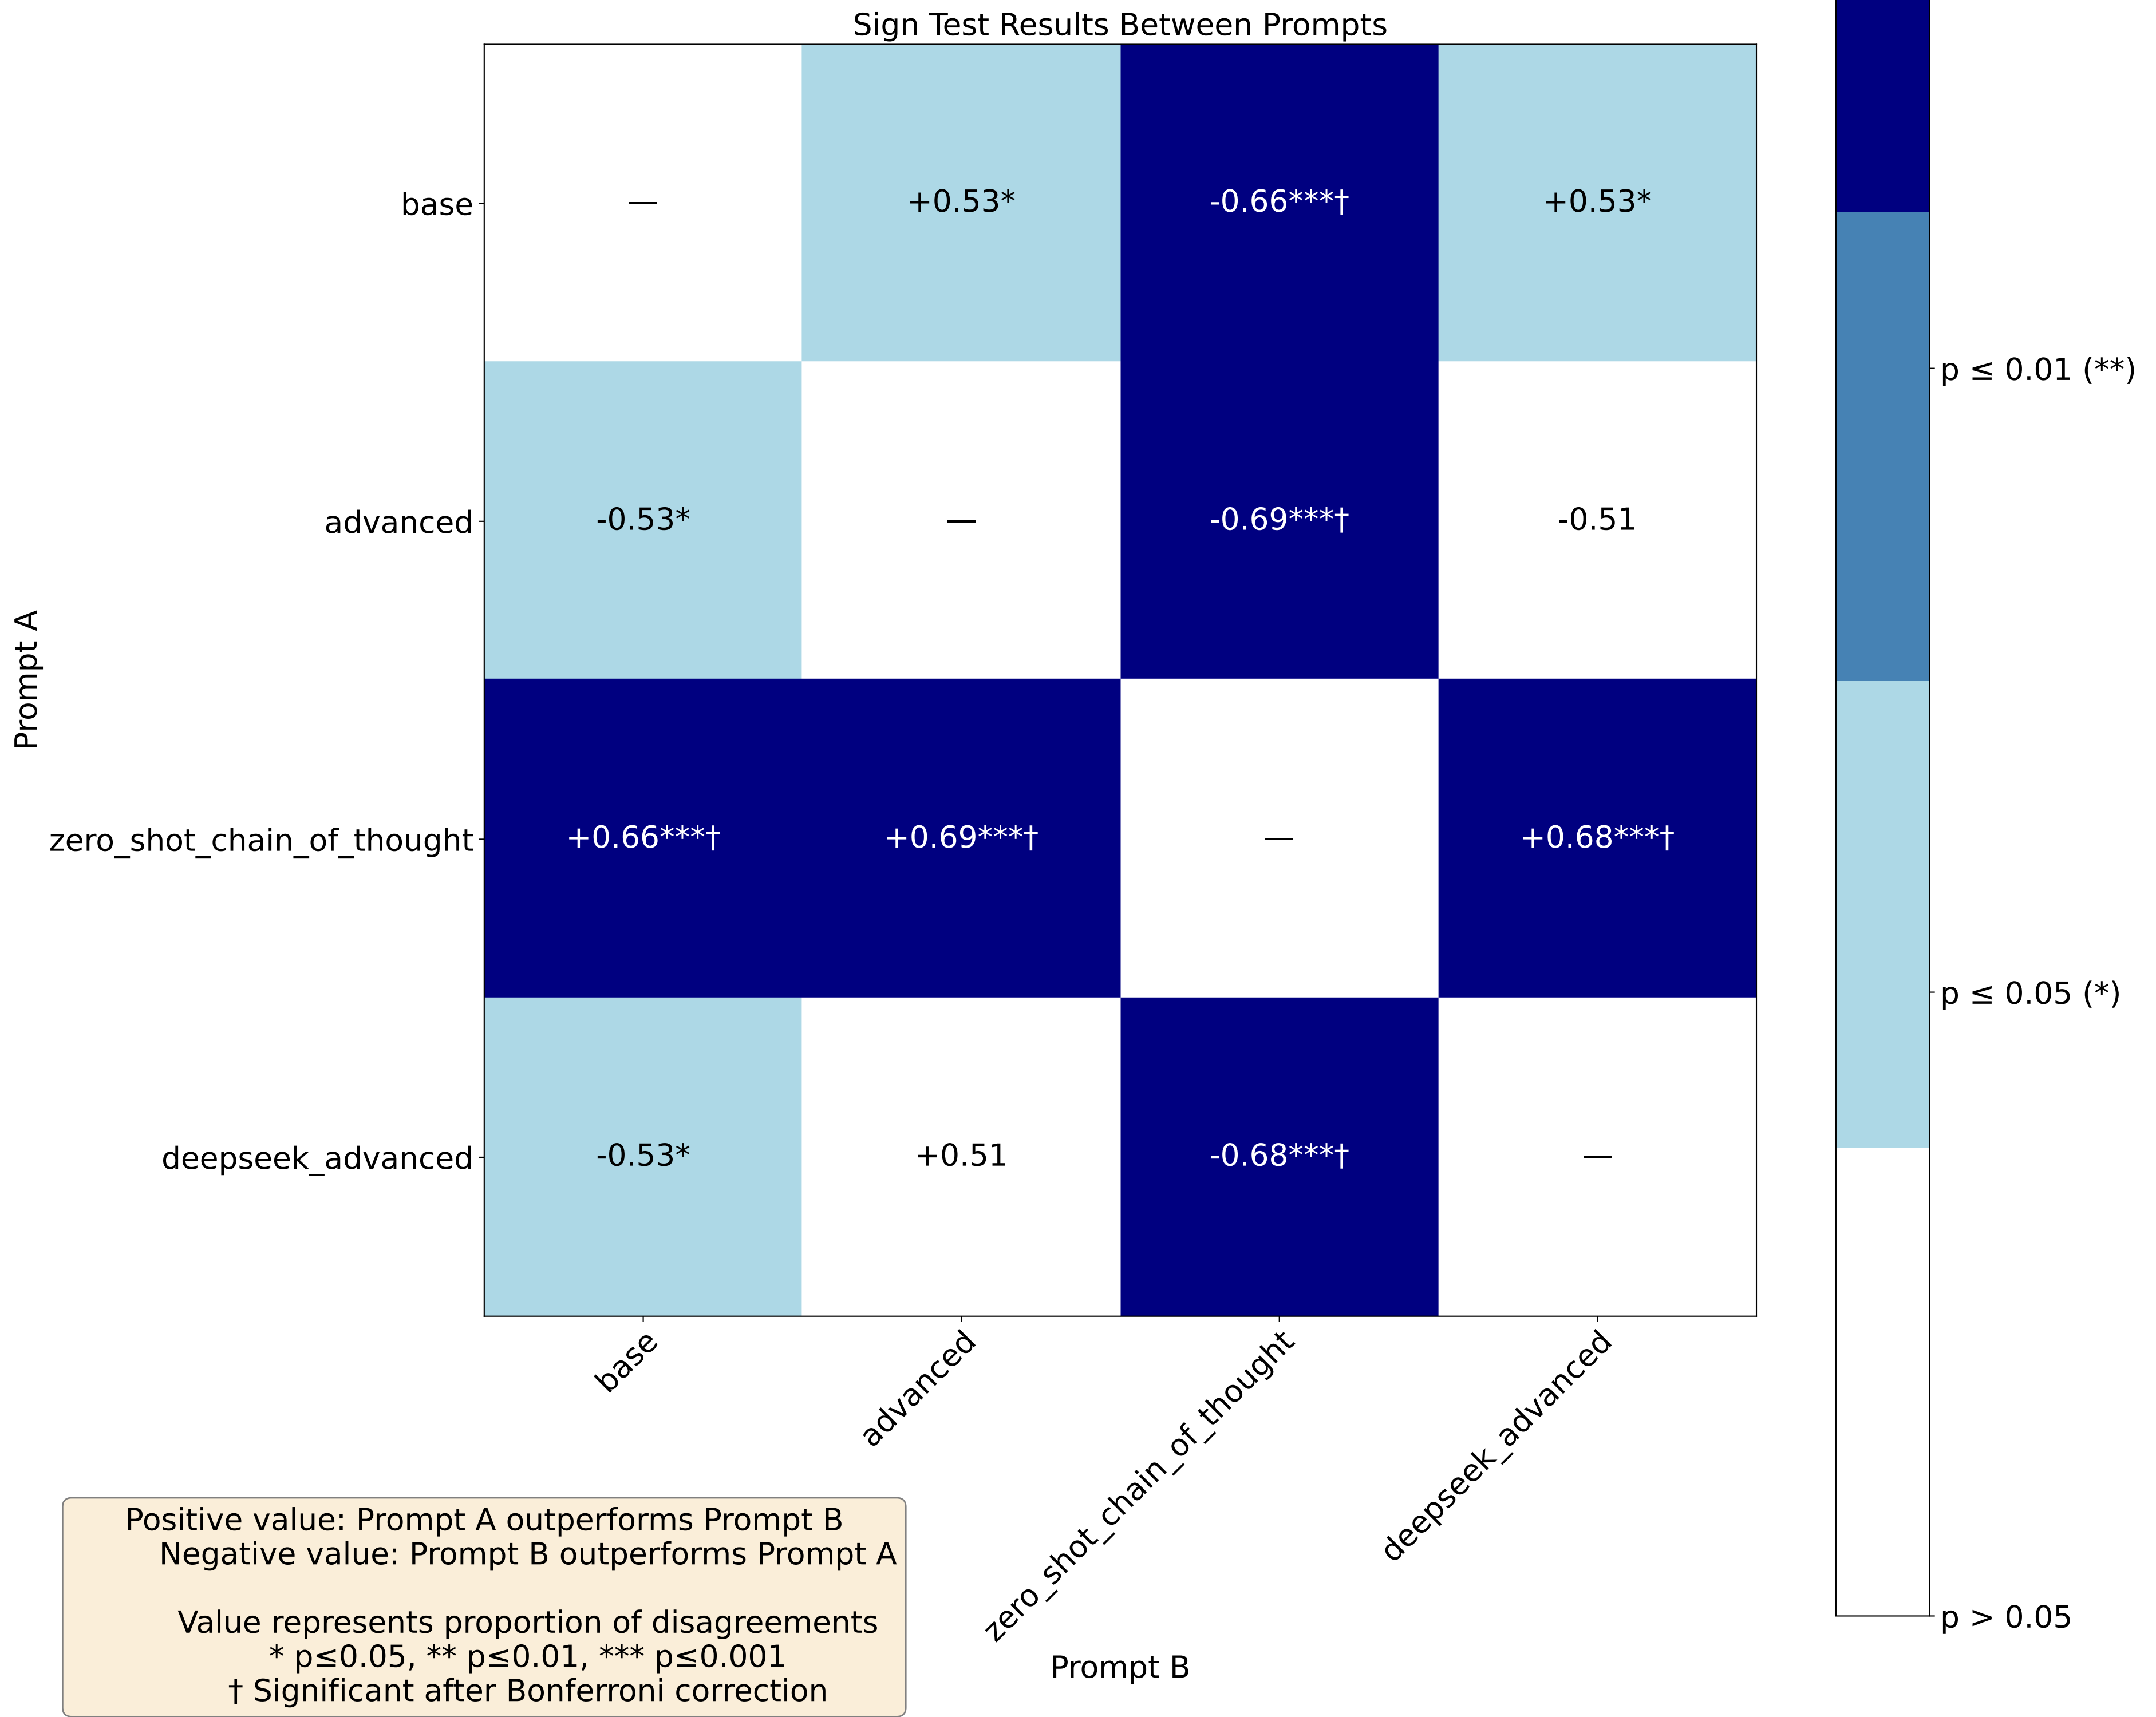 Sign Test Results Between Prompts
Prompt A
base
— +0.53* -0.66***† +0.53*
advanced
-0.53* — -0.69***† -0.51
zero_shot_chain_of_thought
+0.66***† +0.69***† — +0.68***†
deepseek_advanced
-0.53* +0.51 -0.68***† —
base
advanced
zero_shot_chain_of_thought
deepseek_advanced
Prompt B
p ≤ 0.01 (**)
p ≤ 0.05 (*)
p > 0.05
Positive value: Prompt A outperforms Prompt B
Negative value: Prompt B outperforms Prompt A
Value represents proportion of disagreements
* p≤0.05, ** p≤0.01, *** p≤0.001
† Significant after Bonferroni correction